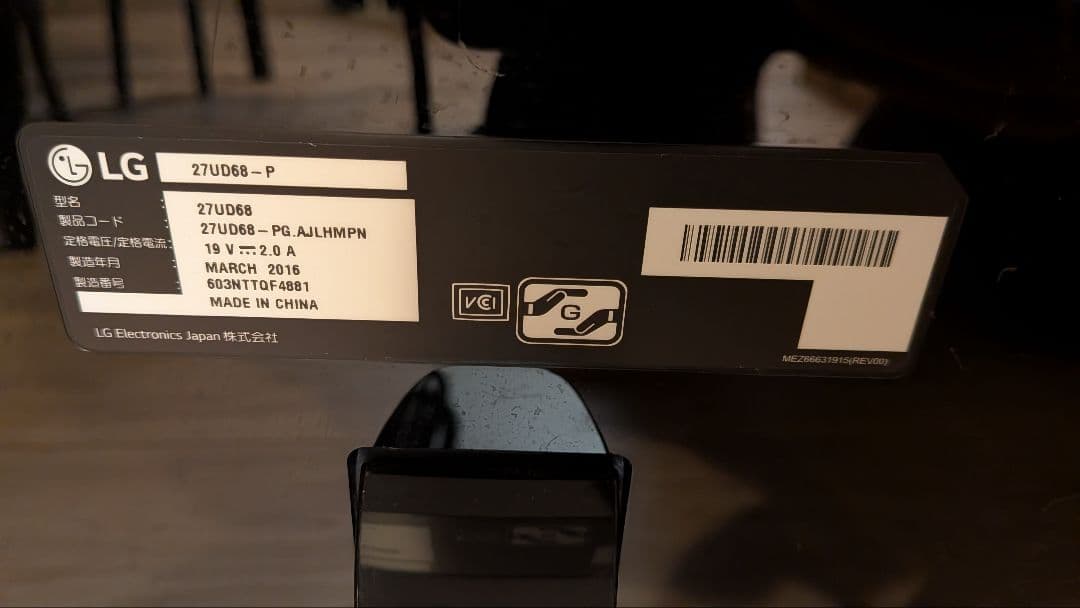 LG 27UD68-P
型名 : 27UD68
製品コード : 27UD68-PG.AJLHMPN
定格電圧/定格電流: 19 V⎓2.0 A
製造年月 : MARCH 2016
製造番号 : 603NTTQF4881
MADE IN CHINA
LG Electronics Japan 株式会社
VCCI
G
MEZ66631915(REV00)